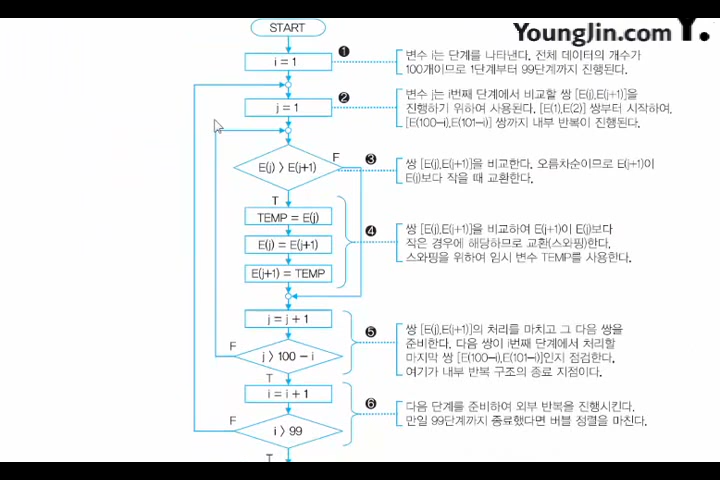 YoungJin.com Y.
START
❶
i = 1
변수 i는 단계를 나타낸다. 전체 데이터의 개수가
100개이므로 1단계부터 99단계까지 진행된다.
❷
j = 1
변수 j는 i번째 단계에서 비교할 쌍 [E(j),E(j+1)]을
진행하기 위하여 사용된다. [E(1),E(2)] 쌍부터 시작하여,
[E(100-i),E(101-i)] 쌍까지 내부 반복이 진행된다.
E(j) 〉 E(j+1)
F
❸
쌍 [E(j),E(j+1)]을 비교한다. 오름차순이므로 E(j+1)이
E(j)보다 작을 때 교환한다.
T
TEMP = E(j)
E(j) = E(j+1)
E(j+1) = TEMP
❹
쌍 [E(j),E(j+1)]을 비교하여 E(j+1)이 E(j)보다
작은 경우에 해당하므로 교환(스와핑)한다.
스와핑을 위하여 임시 변수 TEMP를 사용한다.
j = j + 1
F
j 〉 100 - i
T
❺
쌍 [E(j),E(j+1)]의 처리를 마치고 그 다음 쌍을
준비한다. 다음 쌍이 i번째 단계에서 처리할
마지막 쌍 [E(100-i),E(101-i)]인지 점검한다.
여기가 내부 반복 구조의 종료 지점이다.
i = i + 1
F
i 〉 99
T
❻
다음 단계를 준비하여 외부 반복을 진행시킨다.
만일 99단계까지 종료했다면 버블 정렬을 마친다.